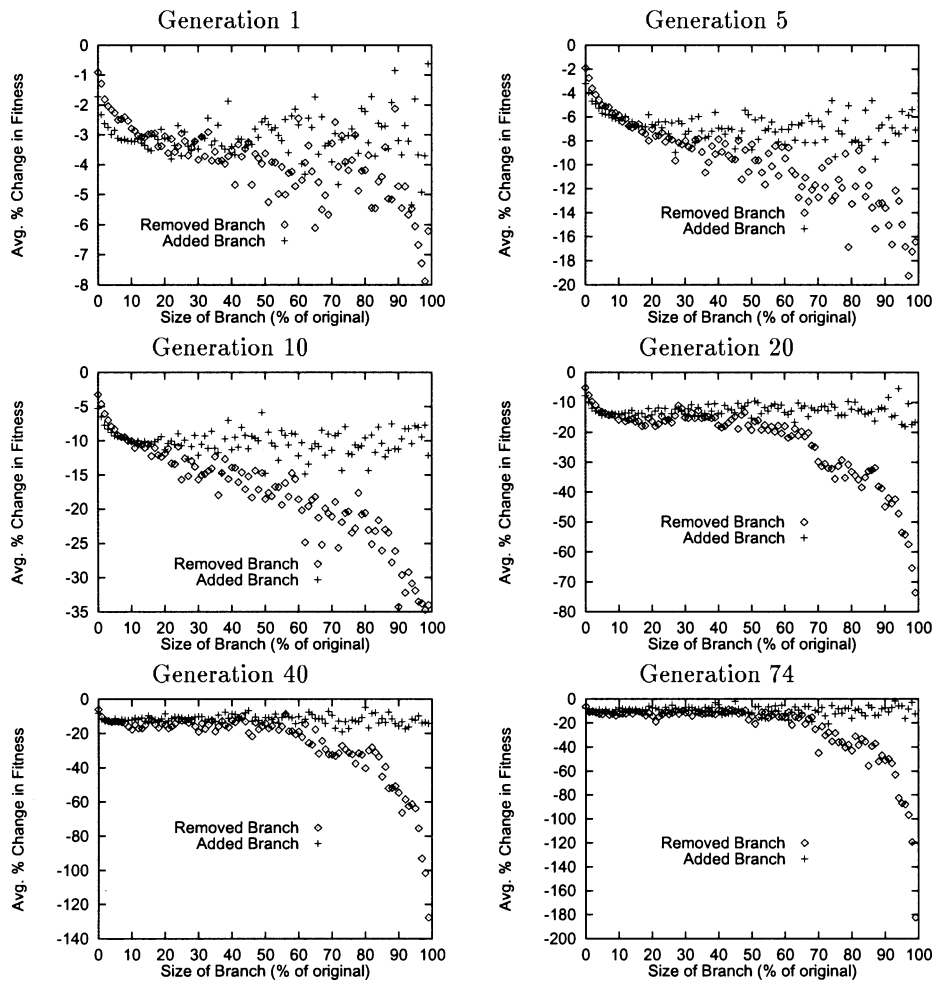 Generation 1
0
-1
-2
-3
-4
-5
-6
-7
-8
Avg. % Change in Fitness
Removed Branch
Added Branch
0 10 20 30 40 50 60 70 80 90 100
Size of Branch (% of original)
Generation 5
0
-2
-4
-6
-8
-10
-12
-14
-16
-18
-20
Avg. % Change in Fitness
Removed Branch
Added Branch
0 10 20 30 40 50 60 70 80 90 100
Size of Branch (% of original)
Generation 10
0
-5
-10
-15
-20
-25
-30
-35
Avg. % Change in Fitness
Removed Branch
Added Branch
0 10 20 30 40 50 60 70 80 90 100
Size of Branch (% of original)
Generation 20
0
-10
-20
-30
-40
-50
-60
-70
-80
Avg. % Change in Fitness
Removed Branch
Added Branch
0 10 20 30 40 50 60 70 80 90 100
Size of Branch (% of original)
Generation 40
0
-20
-40
-60
-80
-100
-120
-140
Avg. % Change in Fitness
Removed Branch
Added Branch
0 10 20 30 40 50 60 70 80 90 100
Size of Branch (% of original)
Generation 74
0
-20
-40
-60
-80
-100
-120
-140
-160
-180
-200
Avg. % Change in Fitness
Removed Branch
Added Branch
0 10 20 30 40 50 60 70 80 90 100
Size of Branch (% of original)